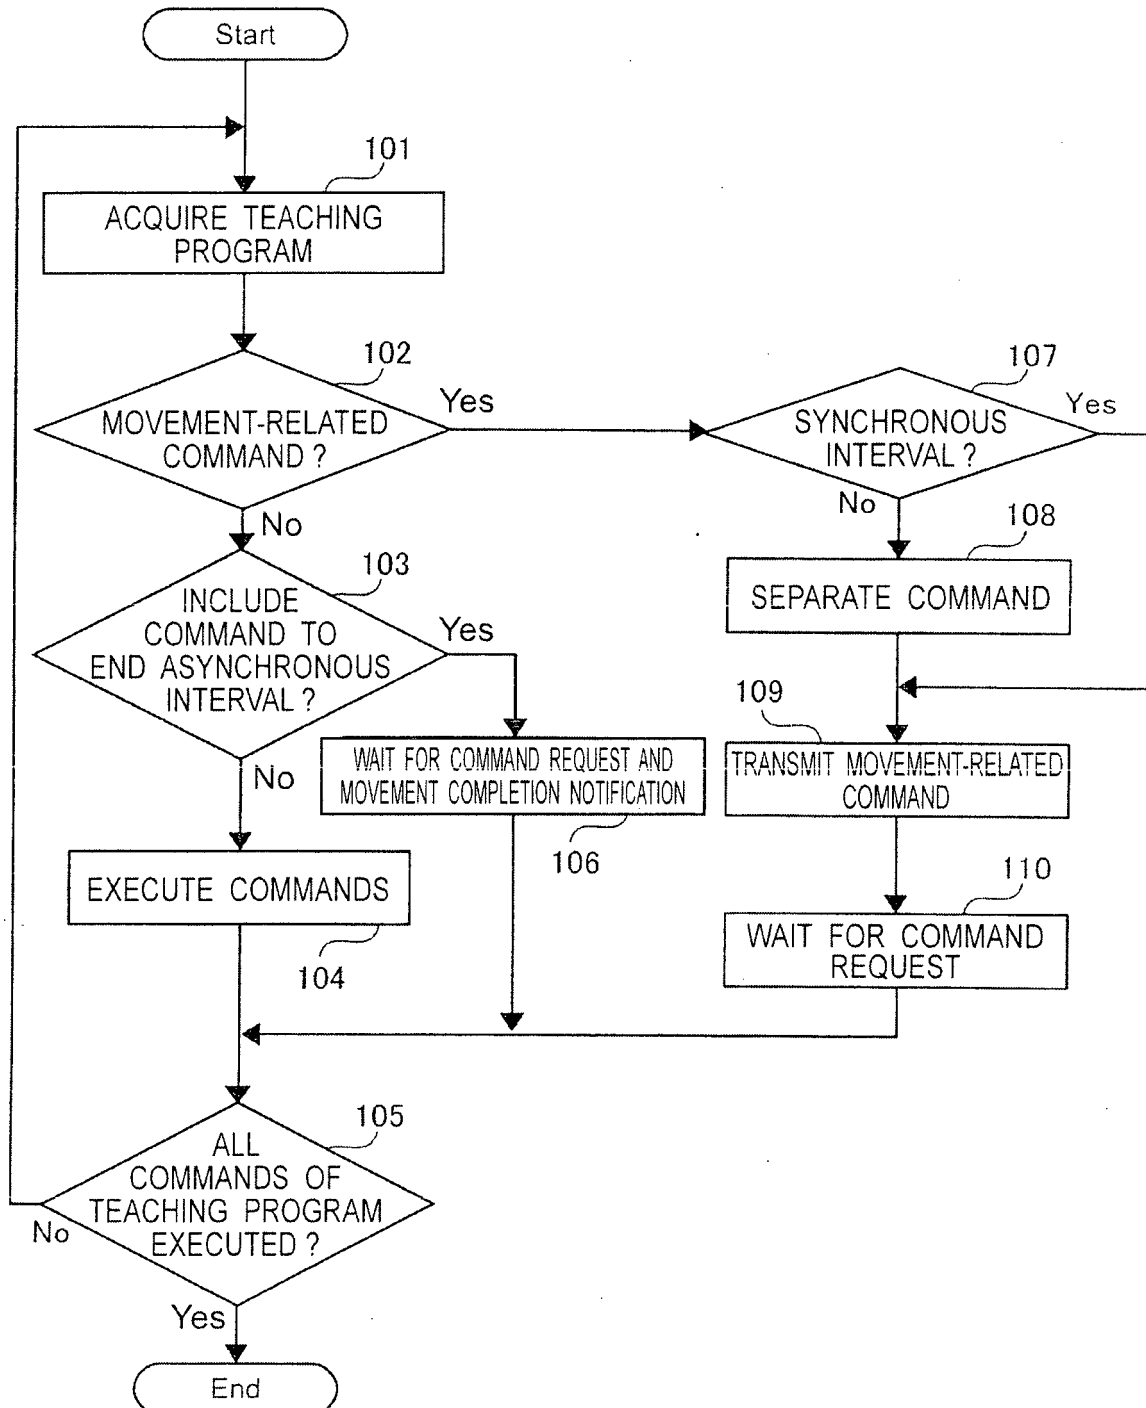 Start
101
ACQUIRE TEACHING
PROGRAM
102
MOVEMENT-RELATED
COMMAND ?
Yes
No
107
SYNCHRONOUS
INTERVAL ?
Yes
No
103
INCLUDE
COMMAND TO
END ASYNCHRONOUS
INTERVAL ?
Yes
No
108
SEPARATE COMMAND
109
TRANSMIT MOVEMENT-RELATED
COMMAND
WAIT FOR COMMAND REQUEST AND
MOVEMENT COMPLETION NOTIFICATION
106
EXECUTE COMMANDS
104
110
WAIT FOR COMMAND
REQUEST
105
ALL
COMMANDS OF
TEACHING PROGRAM
EXECUTED ?
No
Yes
End